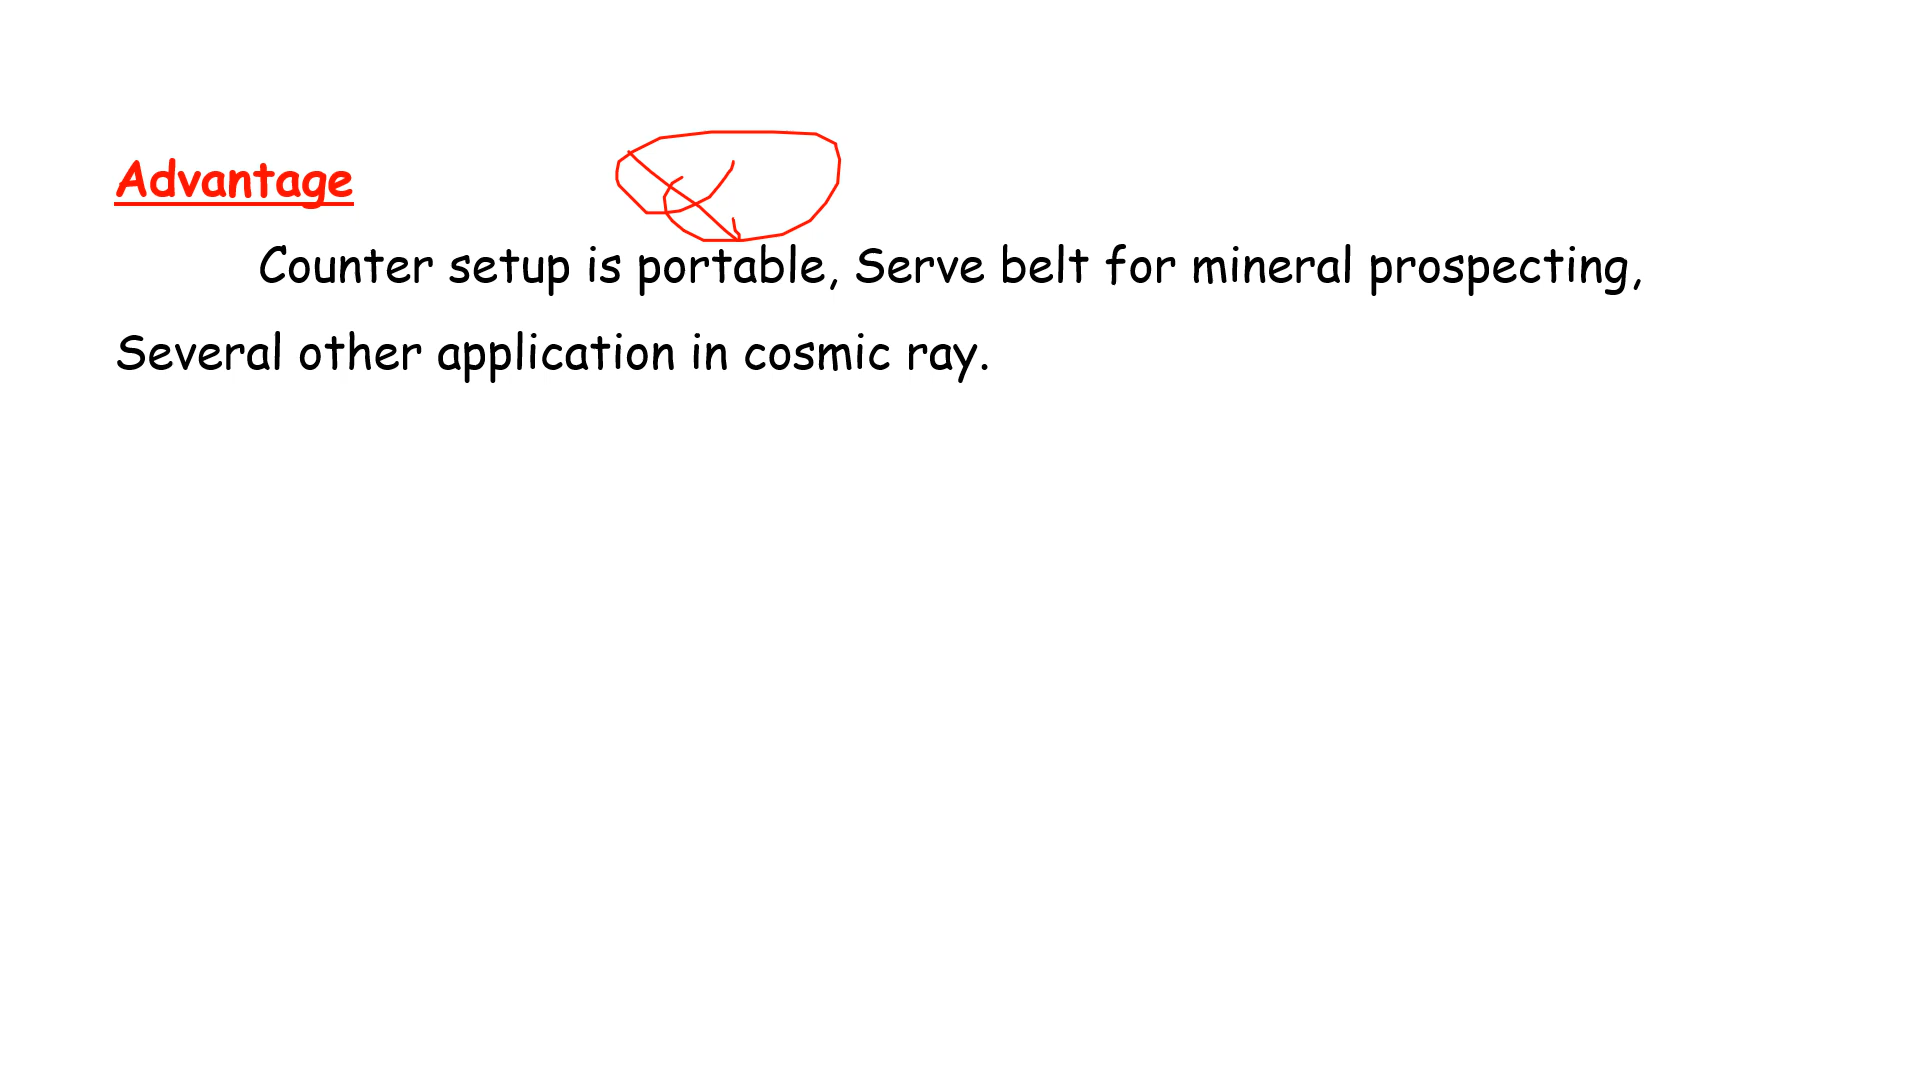 Advantage
Counter setup is portable, Serve belt for mineral prospecting,
Several other application in cosmic ray.